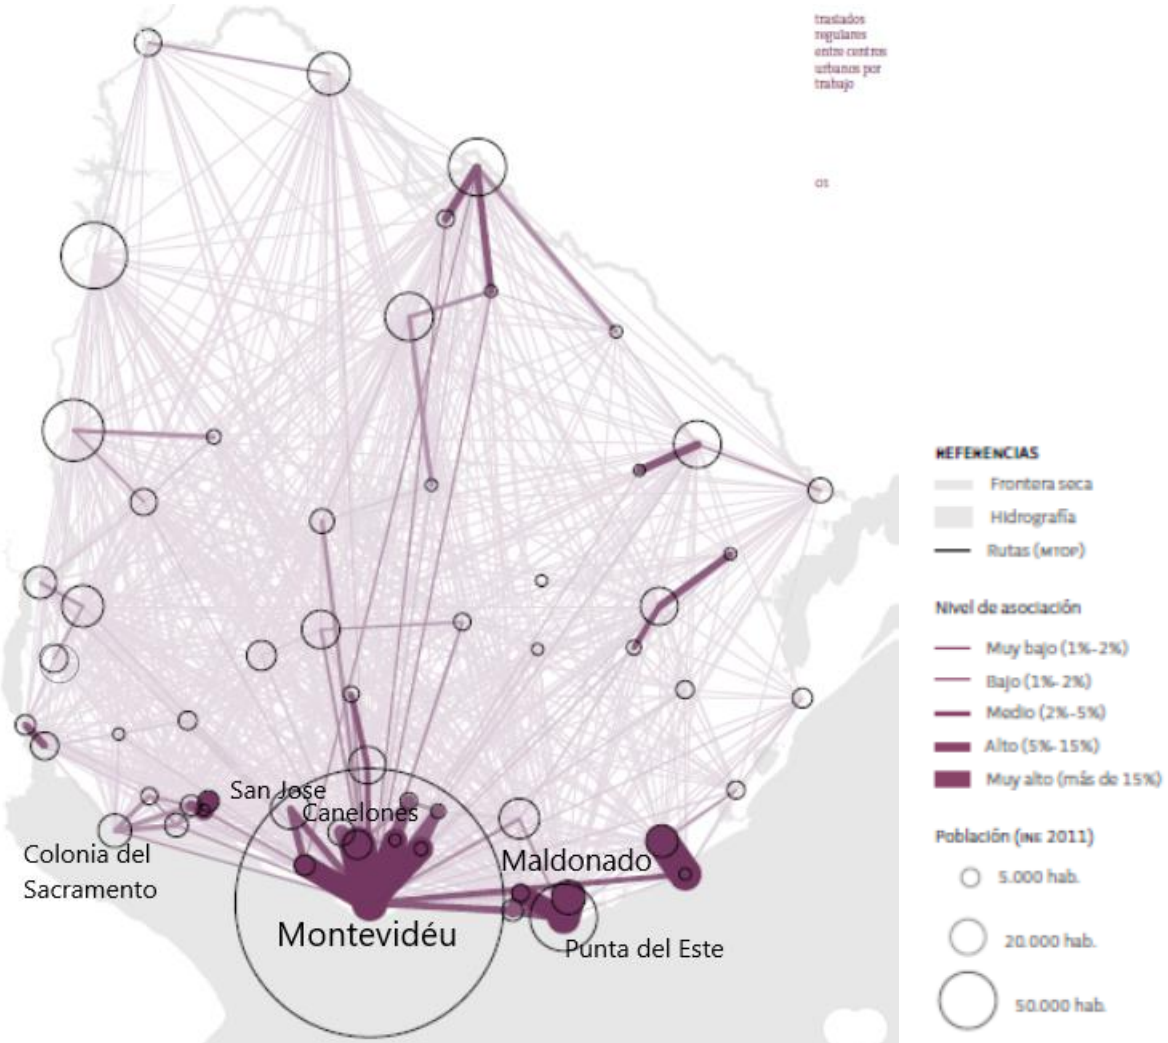 traslados
regulares
entre centros
urbanos por
trabajo
os
San Jose
Canelones
Colonia del
Sacramento
Maldonado
Montevidéu
Punta del Este
REFERENCIAS
Frontera seca
Hidrografía
Rutas (MTOP)
Nivel de asociación
Muy bajo (1%-2%)
Bajo (1%-2%)
Medio (2%-5%)
Alto (5%-15%)
Muy alto (más de 15%)
Población (INE 2011)
5.000 hab.
20.000 hab.
50.000 hab.